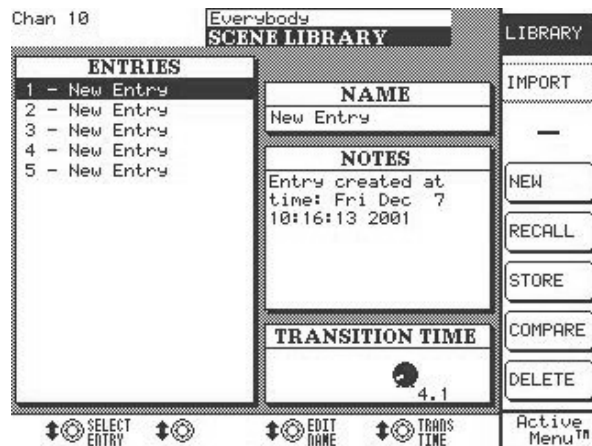 Chan 10
Everybody
SCENE LIBRARY
ENTRIES
1 - New Entry
2 - New Entry
3 - New Entry
4 - New Entry
5 - New Entry
NAME
New Entry
NOTES
Entry created at
time: Fri Dec 7
10:16:13 2001
TRANSITION TIME
4.1
LIBRARY
IMPORT
NEW
RECALL
STORE
COMPARE
DELETE
SELECT ENTRY
EDIT NAME
TRANS TIME
Active
Menu™